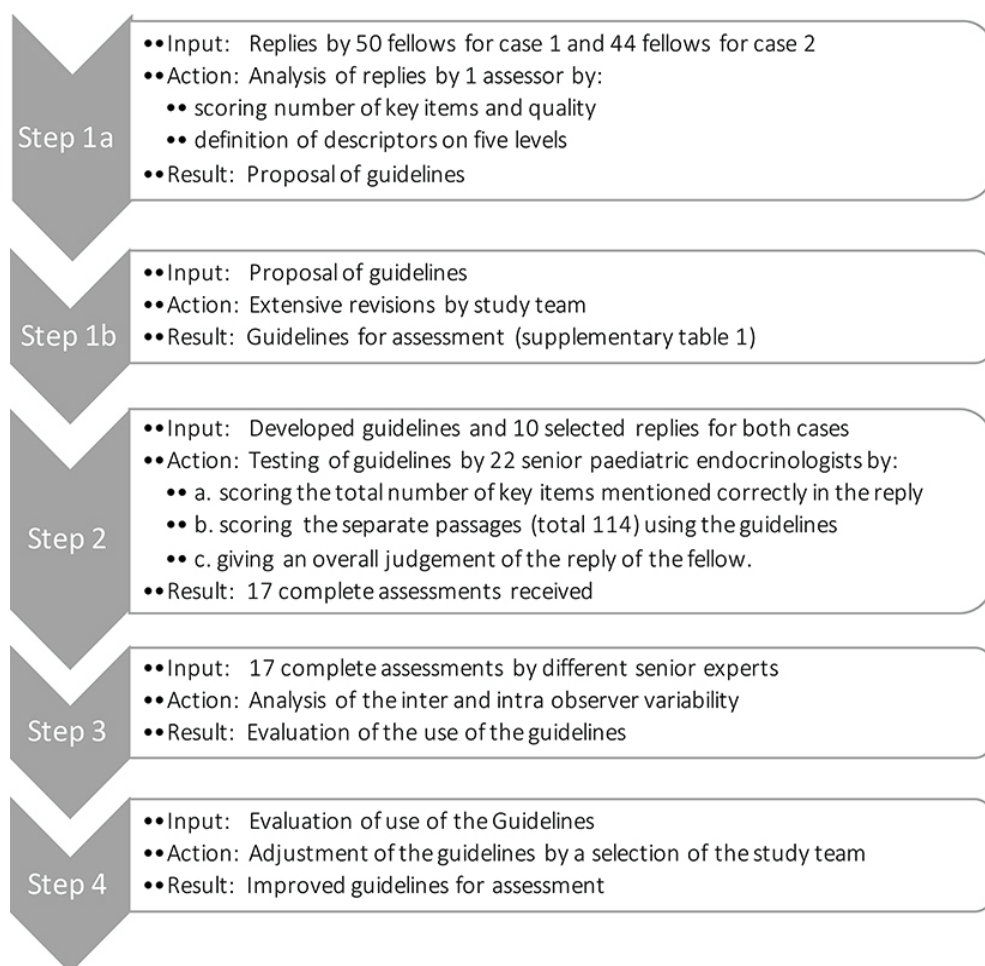 Step 1a
••Input: Replies by 50 fellows for case 1 and 44 fellows for case 2
••Action: Analysis of replies by 1 assessor by:
•• scoring number of key items and quality
•• definition of descriptors on five levels
••Result: Proposal of guidelines
Step 1b
••Input: Proposal of guidelines
••Action: Extensive revisions by study team
••Result: Guidelines for assessment (supplementary table 1)
Step 2
••Input: Developed guidelines and 10 selected replies for both cases
••Action: Testing of guidelines by 22 senior paediatric endocrinologists by:
•• a. scoring the total number of key items mentioned correctly in the reply
•• b. scoring the separate passages (total 114) using the guidelines
•• c. giving an overall judgement of the reply of the fellow.
••Result: 17 complete assessments received
Step 3
••Input: 17 complete assessments by different senior experts
••Action: Analysis of the inter and intra observer variability
••Result: Evaluation of the use of the guidelines
Step 4
••Input: Evaluation of use of the Guidelines
••Action: Adjustment of the guidelines by a selection of the study team
••Result: Improved guidelines for assessment